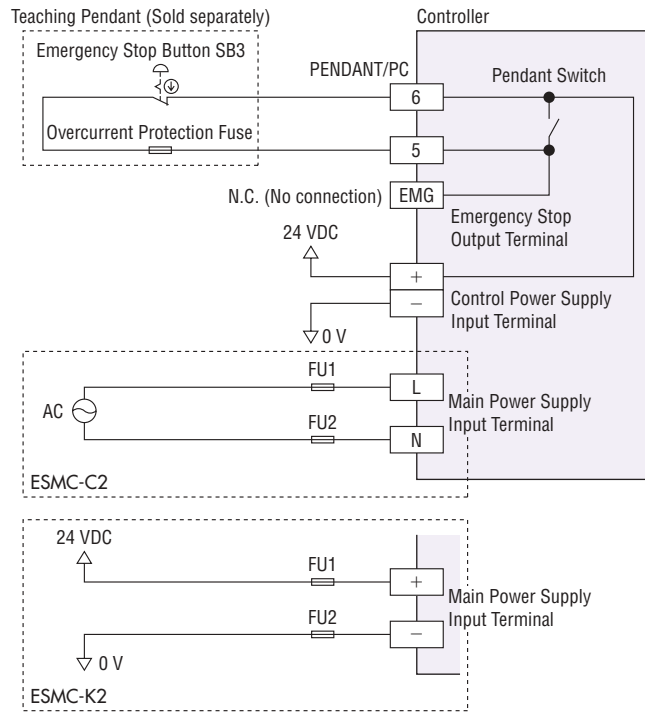 Teaching Pendant (Sold separately)
Controller
Emergency Stop Button SB3
PENDANT/PC
Pendant Switch
6
Overcurrent Protection Fuse
5
N.C. (No connection)
EMG
Emergency Stop
Output Terminal
24 VDC
+
−
Control Power Supply
Input Terminal
0 V
FU1
L
AC
Main Power Supply
Input Terminal
FU2
N
ESMC-C2
24 VDC
FU1
+
Main Power Supply
Input Terminal
FU2
−
0 V
ESMC-K2